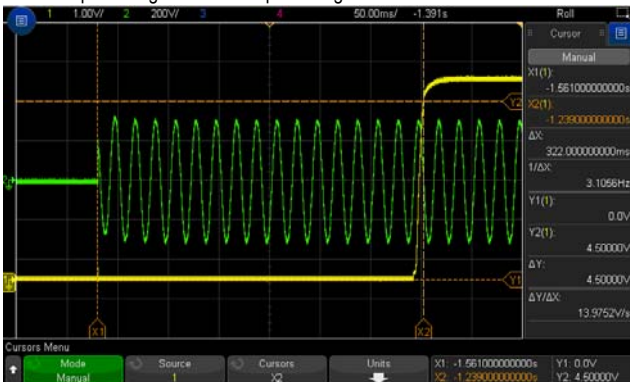 1 1.00V/ 2 200V/ 3 4 50.00ms/ -1.391s Roll
Cursor
Manual
X1(1):
-1.561000000000s
X2(1):
-1.239000000000s
ΔX:
322.000000000ms
1/ΔX:
3.1056Hz
Y1(1):
0.0V
Y2(1):
4.50000V
ΔY:
4.50000V
ΔY/ΔX:
13.9752V/s
Y2
Y1
X1 X2
Cursors Menu
Mode Source Cursors Units X1: -1.561000000000s Y1: 0.0V
Manual 1 X2 X2: -1.239000000000s Y2: 4.50000V